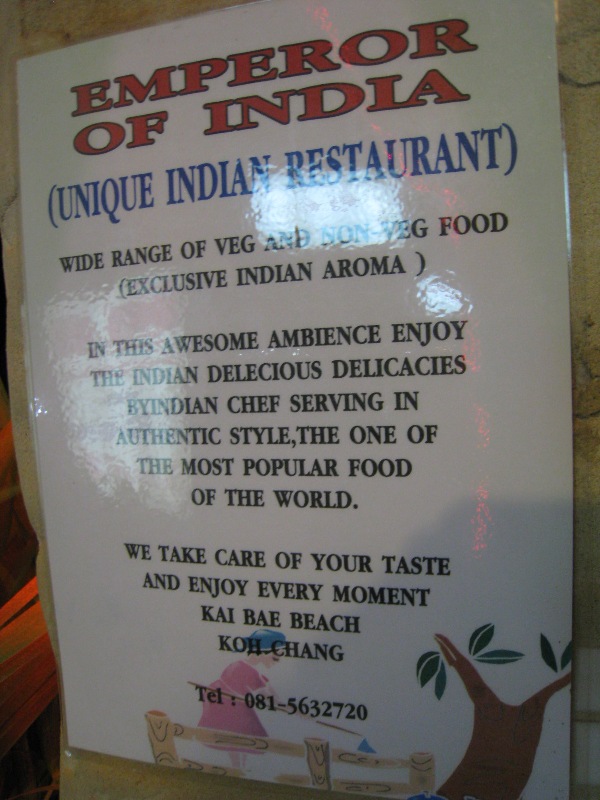 EMPEROR
OF INDIA
(UNIQUE INDIAN RESTAURANT)
WIDE RANGE OF VEG AND NON-VEG FOOD
(EXCLUSIVE INDIAN AROMA )
IN THIS AWESOME AMBIENCE ENJOY
THE INDIAN DELECIOUS DELICACIES
BYINDIAN CHEF SERVING IN
AUTHENTIC STYLE,THE ONE OF
THE MOST POPULAR FOOD
OF THE WORLD.
WE TAKE CARE OF YOUR TASTE
AND ENJOY EVERY MOMENT
KAI BAE BEACH
KOH CHANG
Tel : 081-5632720